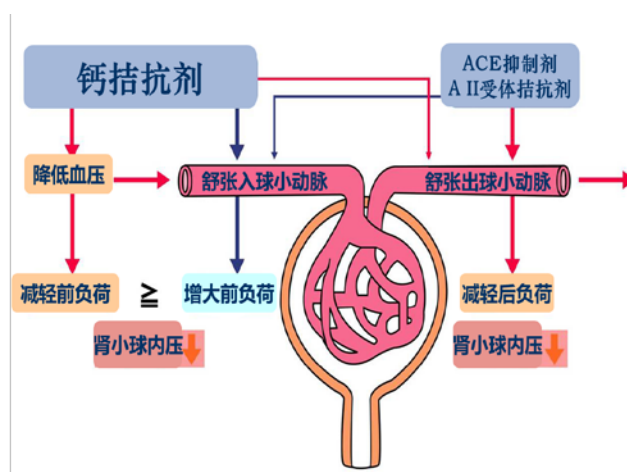 钙拮抗剂
ACE抑制剂
A II受体拮抗剂
降低血压
舒张入球小动脉
舒张出球小动脉
减轻前负荷
≧
增大前负荷
减轻后负荷
肾小球内压
肾小球内压